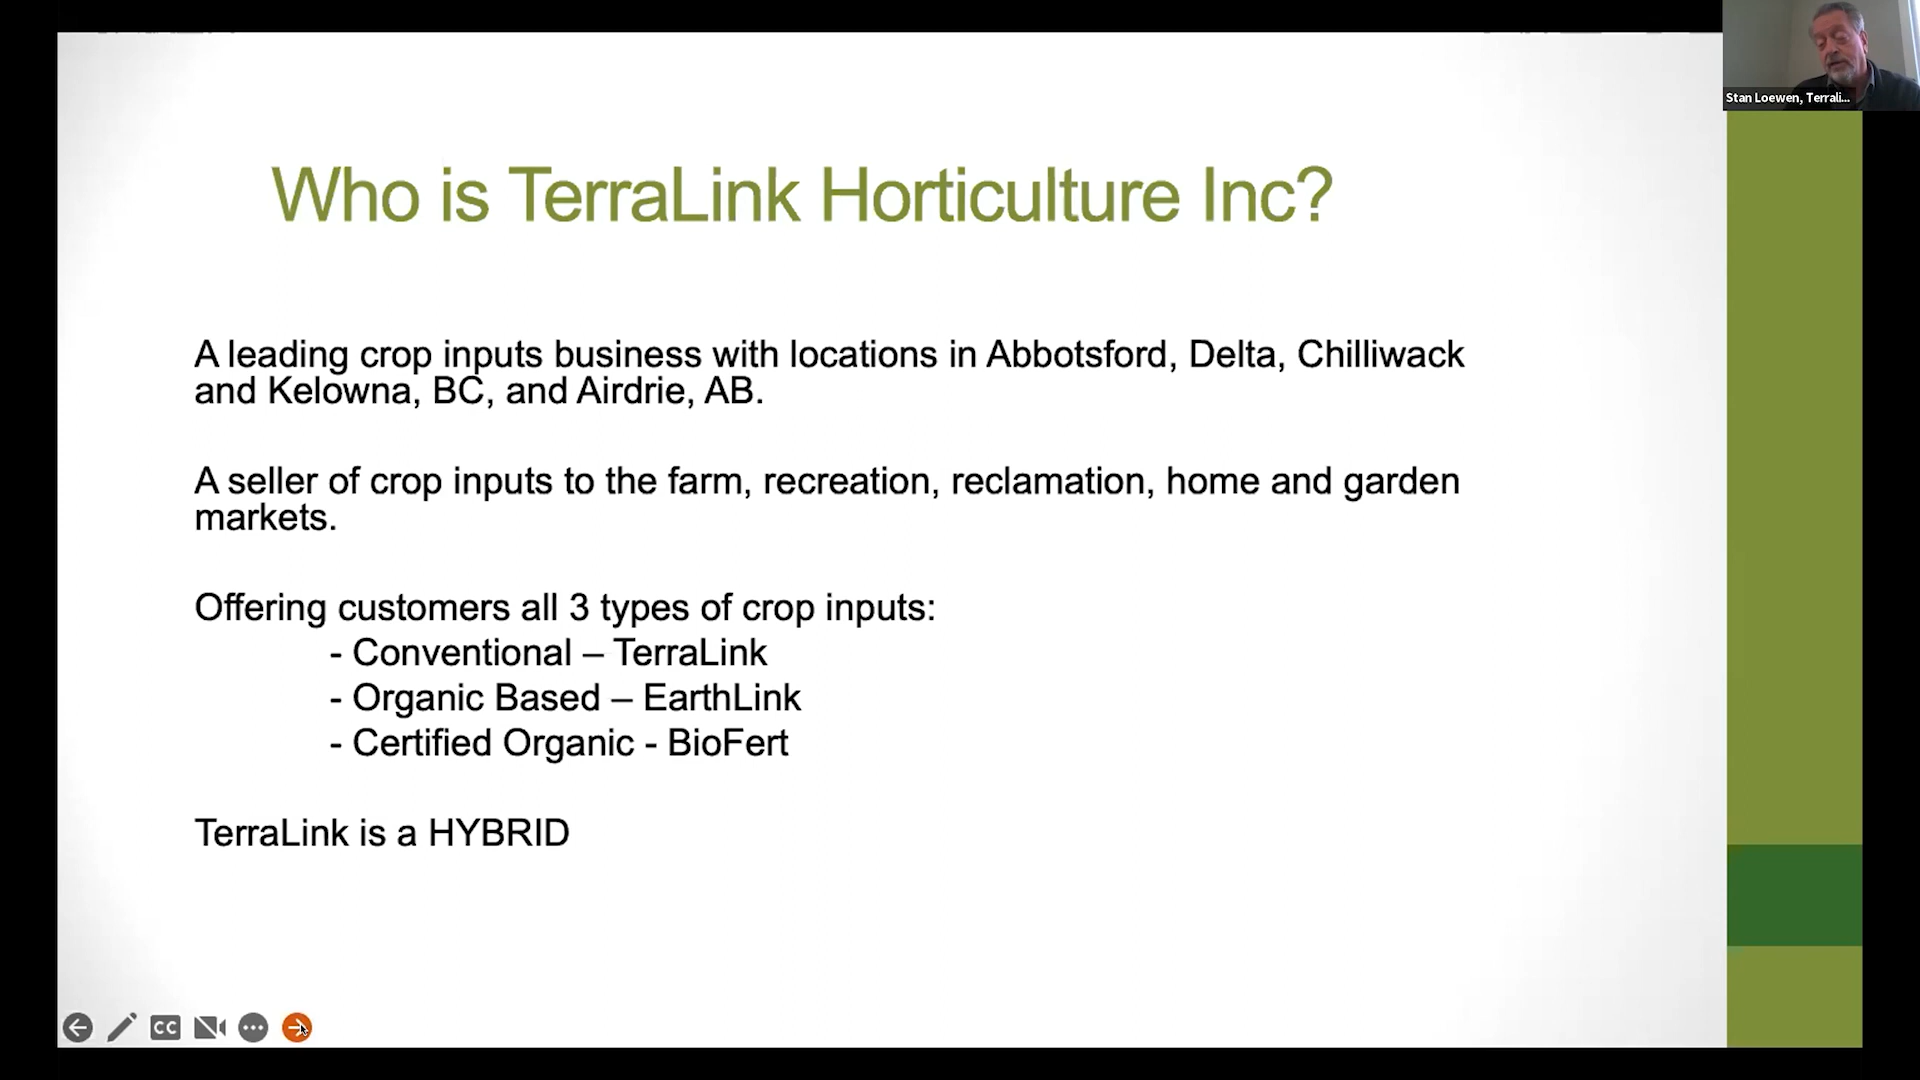 Stan Loewen, Terrali...
Who is TerraLink Horticulture Inc?
A leading crop inputs business with locations in Abbotsford, Delta, Chilliwack
and Kelowna, BC, and Airdrie, AB.
A seller of crop inputs to the farm, recreation, reclamation, home and garden
markets.
Offering customers all 3 types of crop inputs:
- Conventional – TerraLink
- Organic Based – EarthLink
- Certified Organic - BioFert
TerraLink is a HYBRID
CC